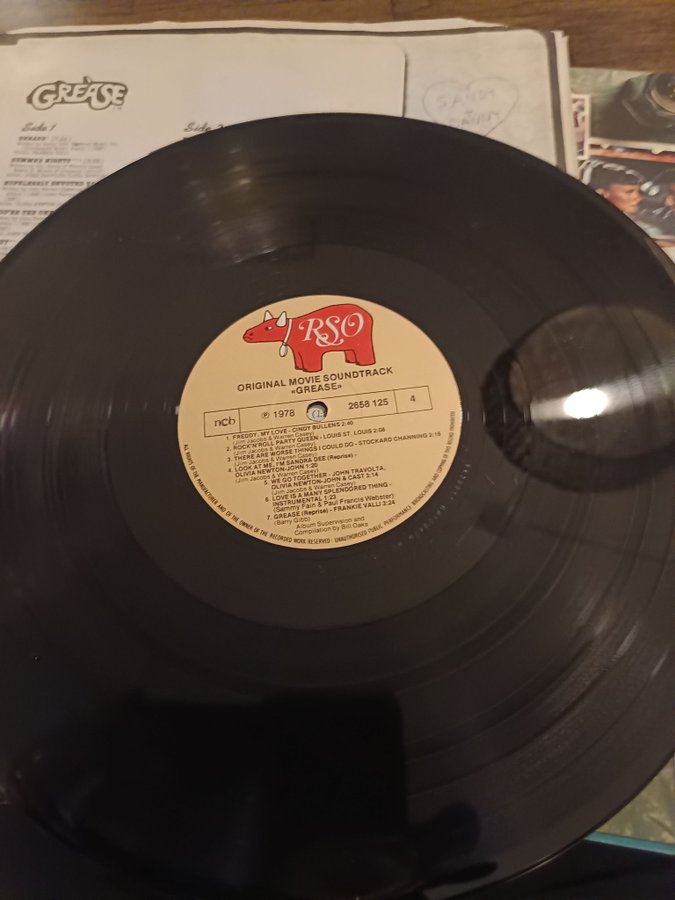 GREASE
Side 1
Side 2
GREASE
SUMMER NIGHTS
HOPELESSLY DEVOTED
SANDY
DANNY
RSO
ORIGINAL MOVIE SOUNDTRACK
«GREASE»
ncb
℗ 1978
2658 125
4
1 FREDDY, MY LOVE - CINDY BULLENS 2:40
(Jim Jacobs & Warren Casey)
2. ROCK'N'ROLL PARTY QUEEN - LOUIS ST. LOUIS 2:08
(Jim Jacobs & Warren Casey)
3. THERE ARE WORSE THINGS I COULD DO - STOCKARD CHANNING 2:18
(Jim Jacobs & Warren Casey)
4. LOOK AT ME, I'M SANDRA DEE (Reprise) -
OLIVIA NEWTON-JOHN 1:20
(Jim Jacobs & Warren Casey)
5. WE GO TOGETHER - JOHN TRAVOLTA,
OLIVIA NEWTON-JOHN & CAST 3:14
(Jim Jacobs & Warren Casey)
6. LOVE IS A MANY SPLENDORED THING -
INSTRUMENTAL 1:23
(Sammy Fain & Paul Francis Webster)
7. GREASE (Reprise) - FRANKIE VALLI 3:24
(Barry Gibb)
Album Supervision and
Compilation by Bill Oaks
ALL RIGHTS OF THE MANUFACTURER AND OF THE OWNER OF THE RECORDED WORK RESERVED · UNAUTHORISED PUBLIC PERFORMANCE, BROADCASTING AND COPYING OF THIS RECORD PROHIBITED